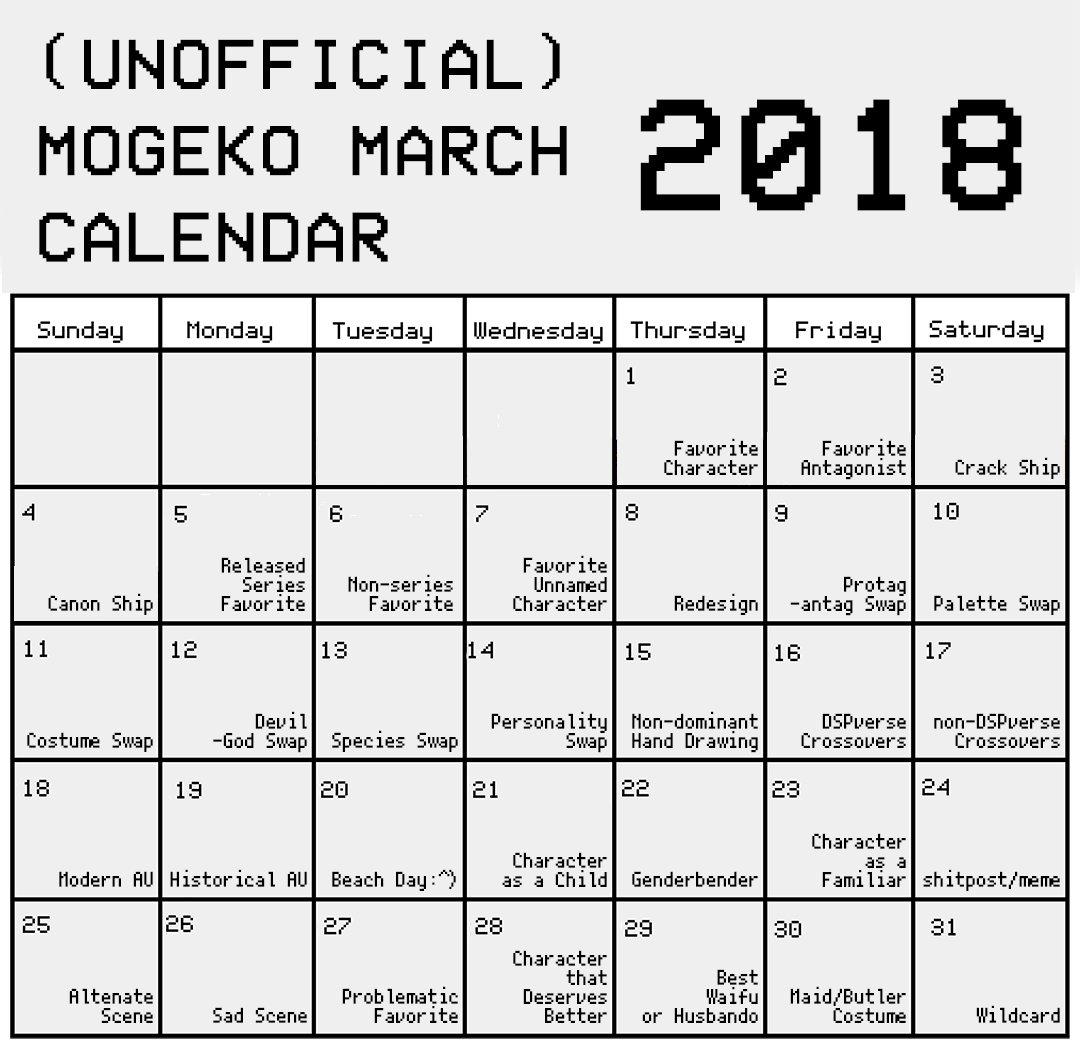 (UNOFFICIAL)
MOGEKO MARCH
CALENDAR
2018
Sunday Monday Tuesday Wednesday Thursday Friday Saturday
1
Favorite
Character
2
Favorite
Antagonist
3
Crack Ship
4
Canon Ship
5
Released
Series
Favorite
6
Non-series
Favorite
7
Favorite
Unnamed
Character
8
Redesign
9
Protag
-antag Swap
10
Palette Swap
11
Costume Swap
12
Devil
-God Swap
13
Species Swap
14
Personality
Swap
15
Non-dominant
Hand Drawing
16
DSPverse
Crossovers
17
non-DSPverse
Crossovers
18
Modern AU
19
Historical AU
20
Beach Day:^)
21
Character
as a Child
22
Genderbender
23
Character
as a
Familiar
24
shitpost/meme
25
Altenate
Scene
26
Sad Scene
27
Problematic
Favorite
28
Character
that
Deserves
Better
29
Best
Waifu
or Husbando
30
Maid/Butler
Costume
31
Wildcard